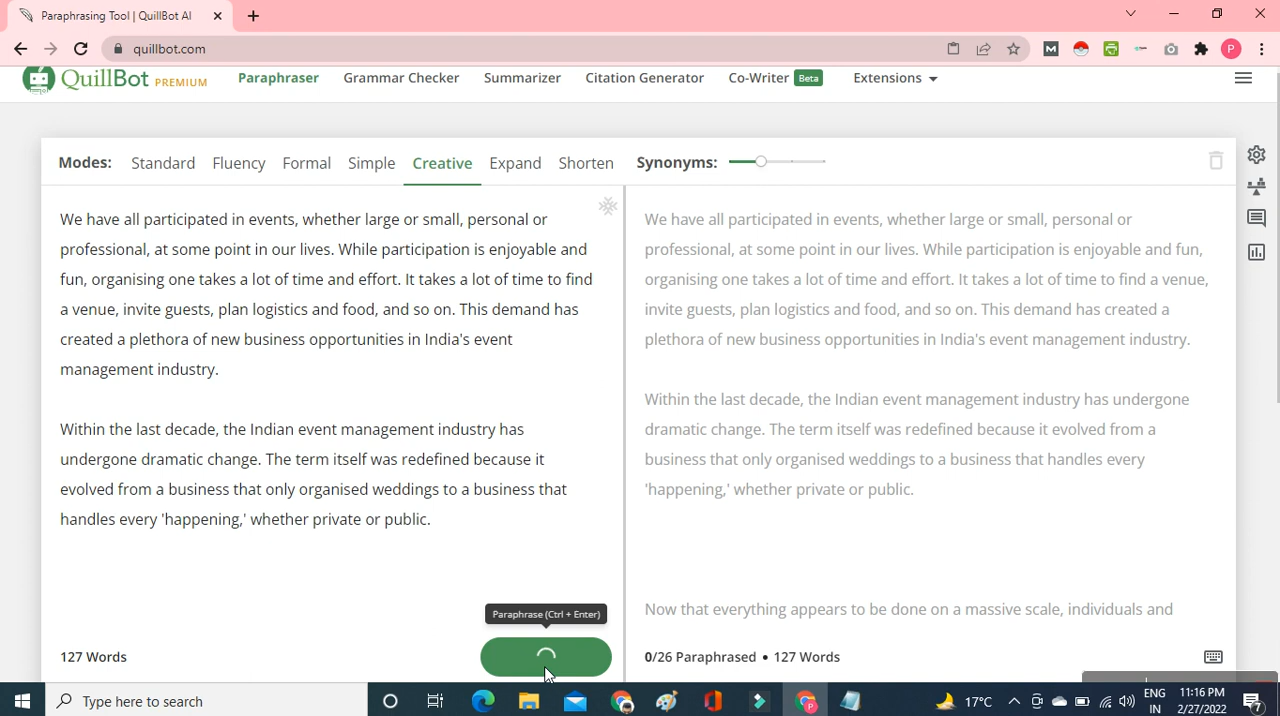 Paraphrasing Tool | QuillBot AI
quillbot.com
M
P
QuillBot PREMIUM Paraphraser Grammar Checker Summarizer Citation Generator Co-Writer Beta Extensions
Modes: Standard Fluency Formal Simple Creative Expand Shorten Synonyms:
We have all participated in events, whether large or small, personal or
professional, at some point in our lives. While participation is enjoyable and
fun, organising one takes a lot of time and effort. It takes a lot of time to find
a venue, invite guests, plan logistics and food, and so on. This demand has
created a plethora of new business opportunities in India's event
management industry.
Within the last decade, the Indian event management industry has
undergone dramatic change. The term itself was redefined because it
evolved from a business that only organised weddings to a business that
handles every 'happening,' whether private or public.
Paraphrase (Ctrl + Enter)
127 Words
We have all participated in events, whether large or small, personal or
professional, at some point in our lives. While participation is enjoyable and fun,
organising one takes a lot of time and effort. It takes a lot of time to find a venue,
invite guests, plan logistics and food, and so on. This demand has created a
plethora of new business opportunities in India's event management industry.
Within the last decade, the Indian event management industry has undergone
dramatic change. The term itself was redefined because it evolved from a
business that only organised weddings to a business that handles every
'happening,' whether private or public.
Now that everything appears to be done on a massive scale, individuals and
0/26 Paraphrased • 127 Words
Type here to search
P
17°C
ENG
IN
11:16 PM
2/27/2022
7